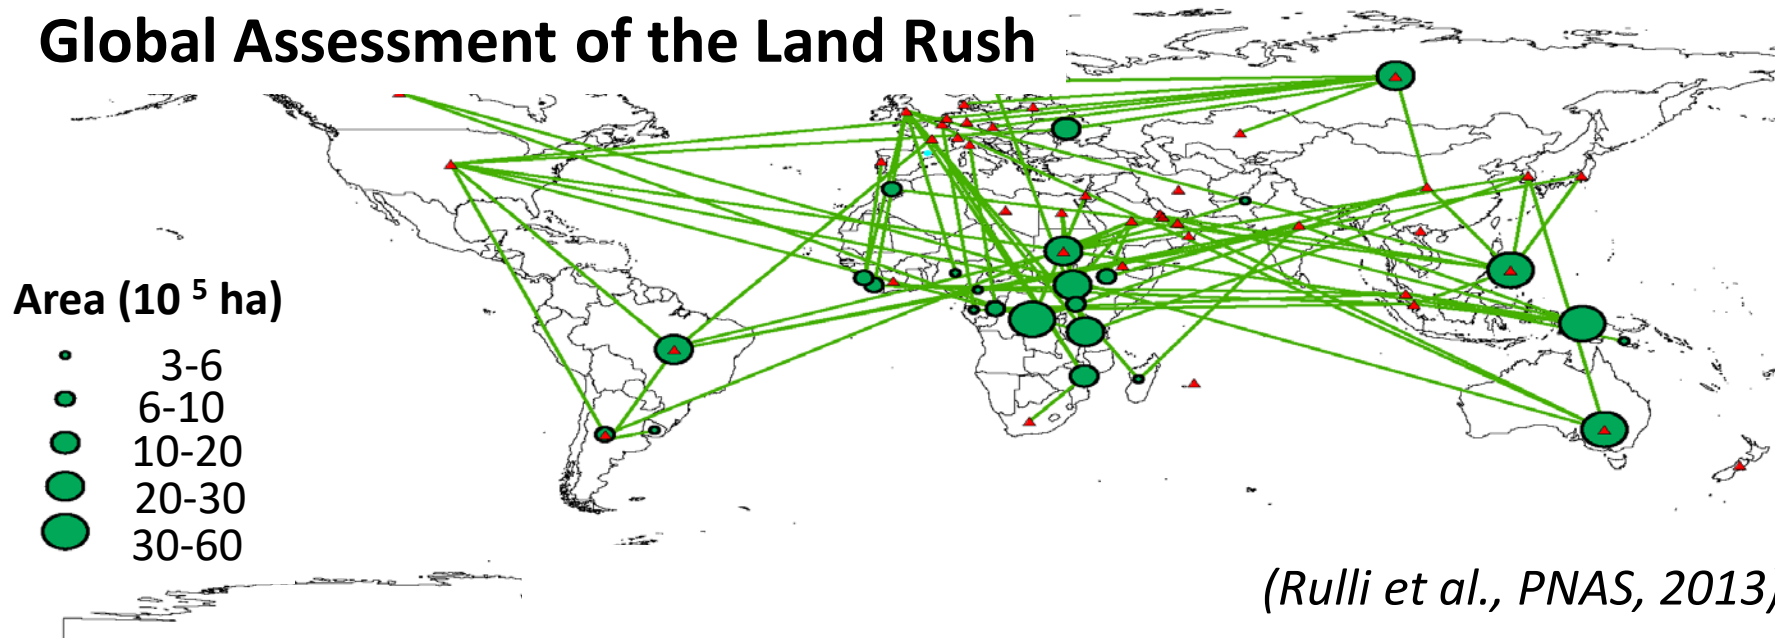 Global Assessment of the Land Rush
Area (10 5 ha)
3-6
6-10
10-20
20-30
30-60
(Rulli et al., PNAS, 2013)